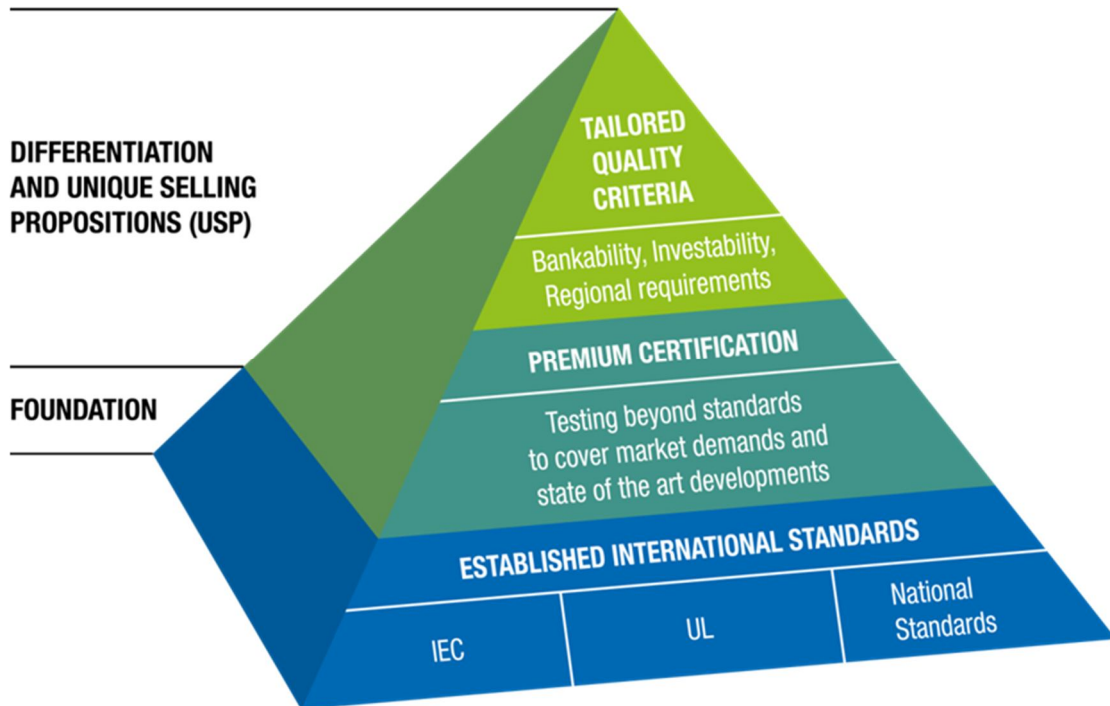 DIFFERENTIATION
AND UNIQUE SELLING
PROPOSITIONS (USP)
FOUNDATION
TAILORED
QUALITY
CRITERIA
Bankability, Investability,
Regional requirements
PREMIUM CERTIFICATION
Testing beyond standards
to cover market demands and
state of the art developments
ESTABLISHED INTERNATIONAL STANDARDS
IEC
UL
National
Standards